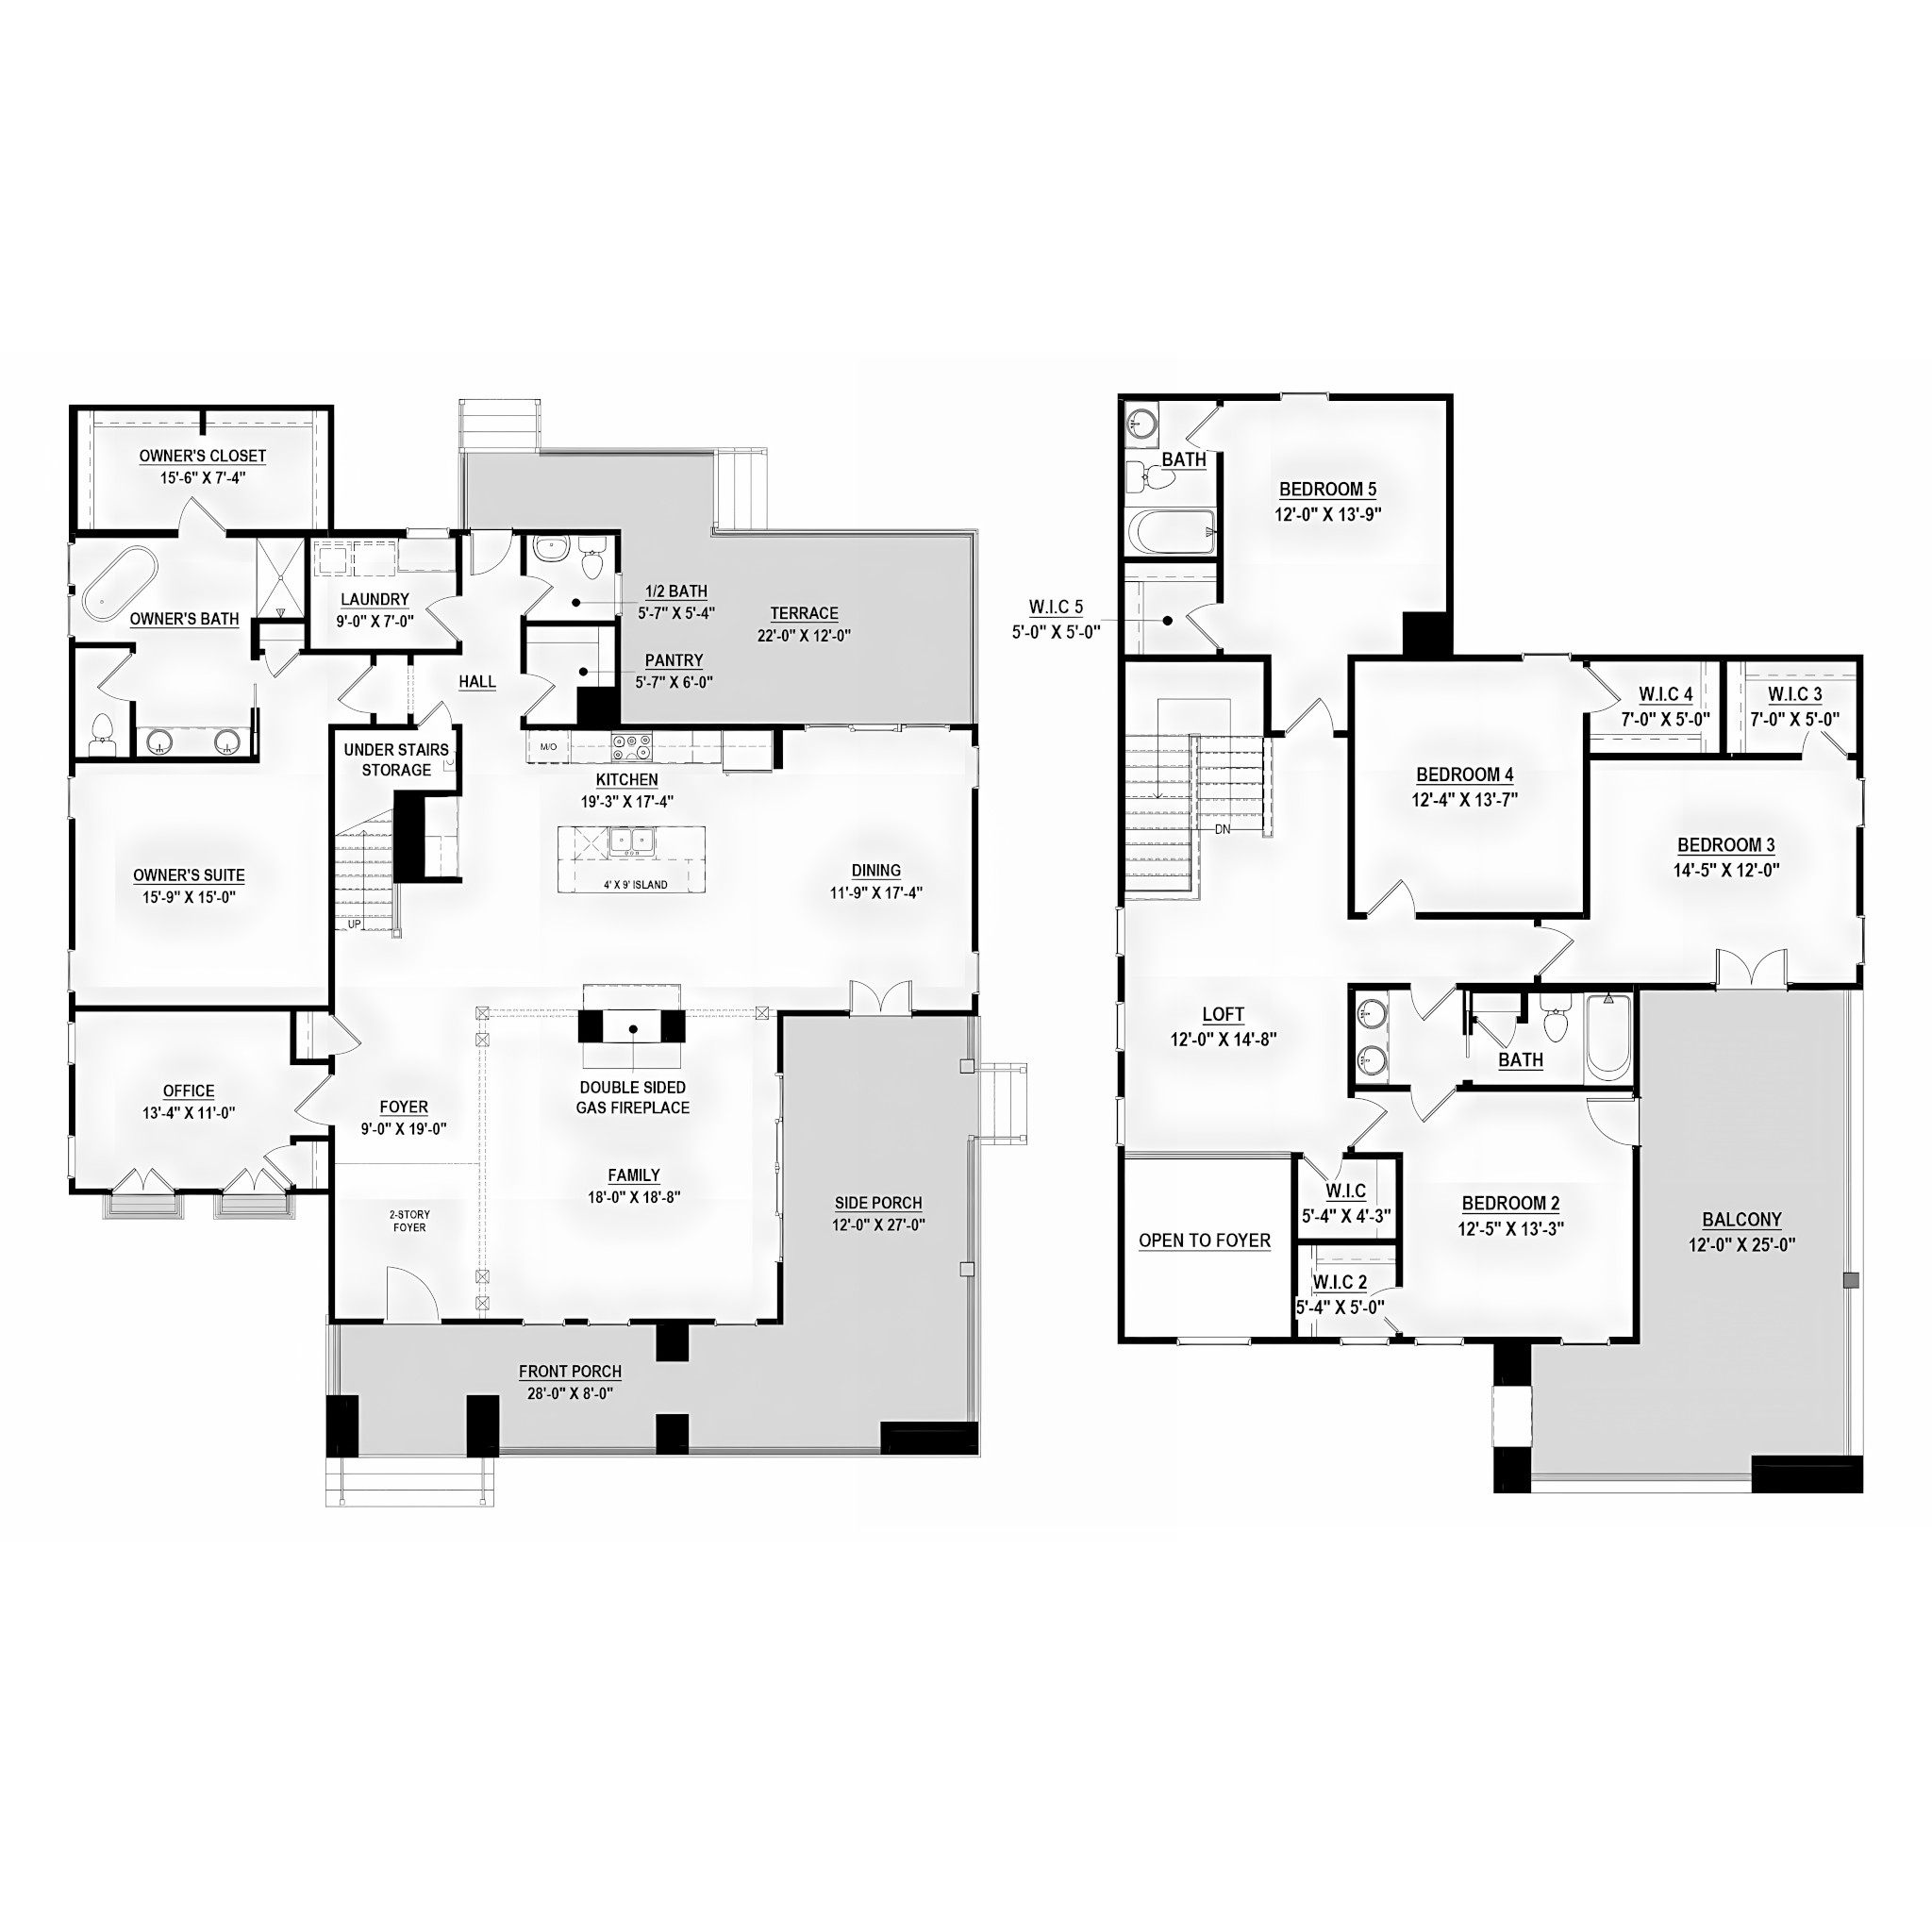 OWNER'S CLOSET
15'-6" X 7'-4"
OWNER'S BATH
LAUNDRY
9'-0" X 7'-0"
1/2 BATH
5'-7" X 5'-4"
TERRACE
22'-0" X 12'-0"
PANTRY
5'-7" X 6'-0"
HALL
UNDER STAIRS
STORAGE
M/O
KITCHEN
19'-3" X 17'-4"
4' X 9' ISLAND
DINING
11'-9" X 17'-4"
OWNER'S SUITE
15'-9" X 15'-0"
UP
OFFICE
13'-4" X 11'-0"
FOYER
9'-0" X 19'-0"
DOUBLE SIDED
GAS FIREPLACE
FAMILY
18'-0" X 18'-8"
2-STORY
FOYER
SIDE PORCH
12'-0" X 27'-0"
FRONT PORCH
28'-0" X 8'-0"
BATH
BEDROOM 5
12'-0" X 13'-9"
W.I.C 5
5'-0" X 5'-0"
W.I.C 4
7'-0" X 5'-0"
W.I.C 3
7'-0" X 5'-0"
BEDROOM 4
12'-4" X 13'-7"
DN
BEDROOM 3
14'-5" X 12'-0"
LOFT
12'-0" X 14'-8"
BATH
W.I.C
5'-4" X 4'-3"
BEDROOM 2
12'-5" X 13'-3"
BALCONY
12'-0" X 25'-0"
OPEN TO FOYER
W.I.C 2
5'-4" X 5'-0"